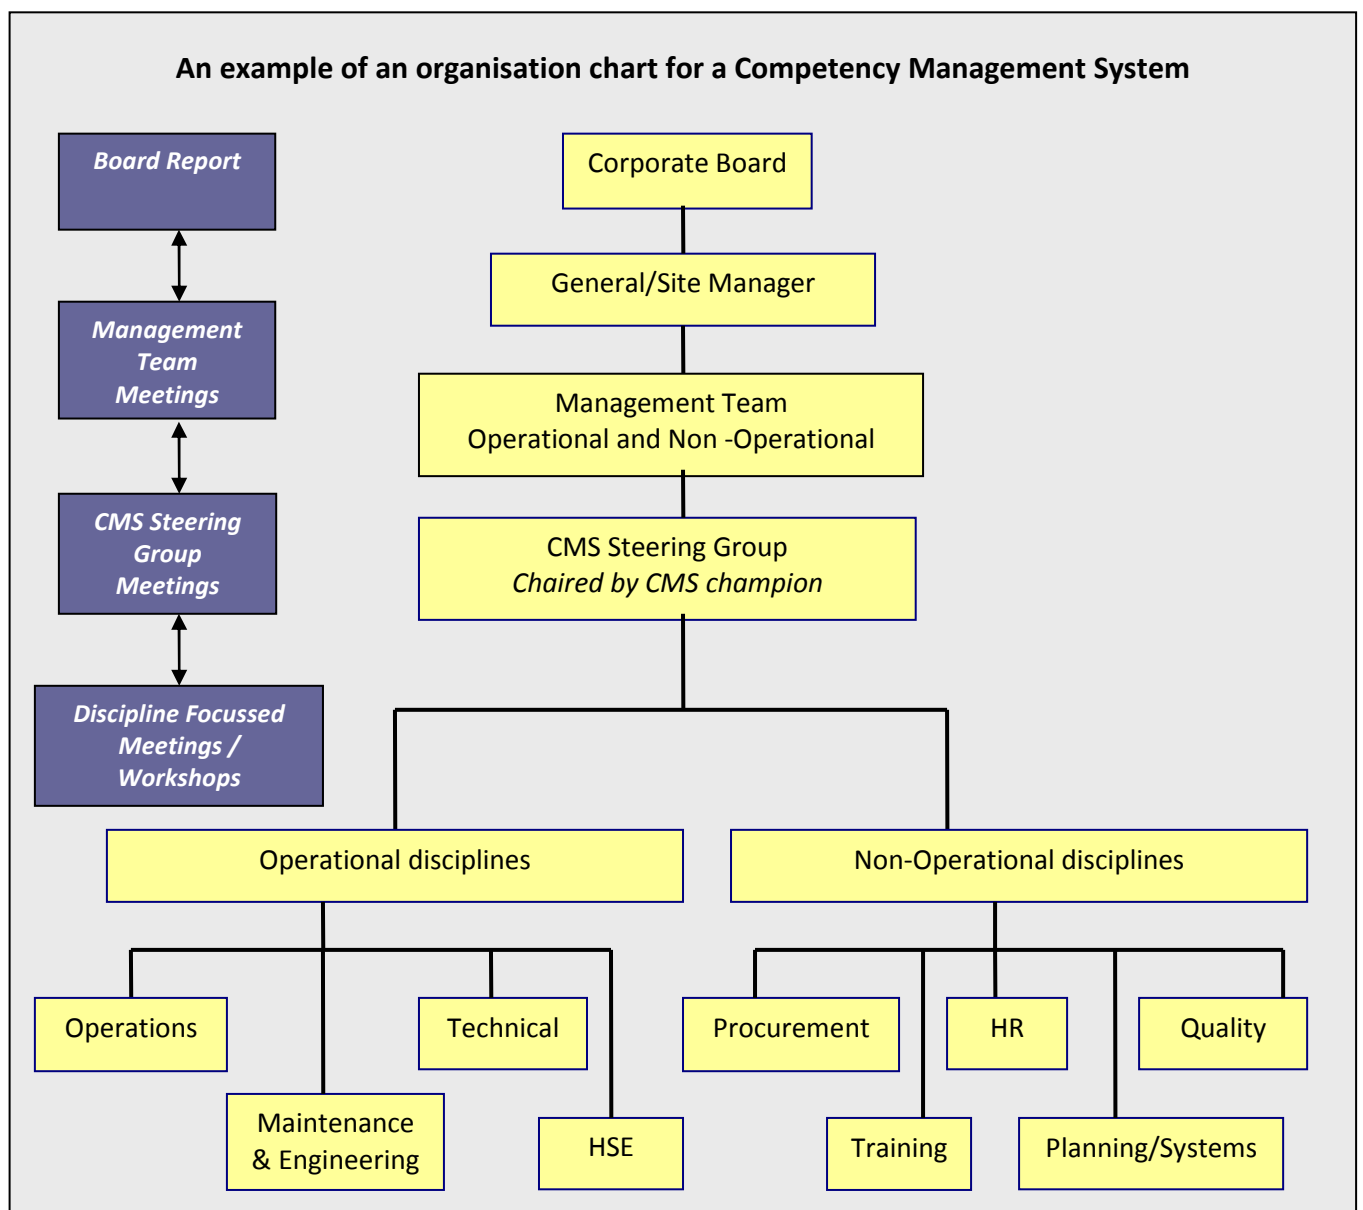 An example of an organisation chart for a Competency Management System
Board Report
Corporate Board
General/Site Manager
Management
Team
Meetings
Management Team
Operational and Non -Operational
CMS Steering
Group
Meetings
CMS Steering Group
Chaired by CMS champion
Discipline Focussed
Meetings /
Workshops
Operational disciplines
Non-Operational disciplines
Operations
Technical
Procurement
HR
Quality
Maintenance
& Engineering
HSE
Training
Planning/Systems